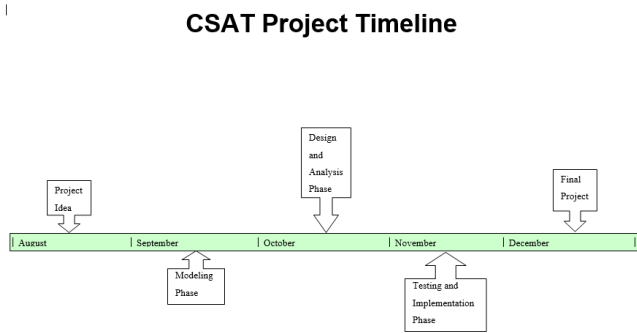 CSAT Project Timeline
Design
and
Analysis
Phase
Project
Idea
Final
Project
August
September
October
November
December
Modeling
Phase
Testing and
Implementation
Phase